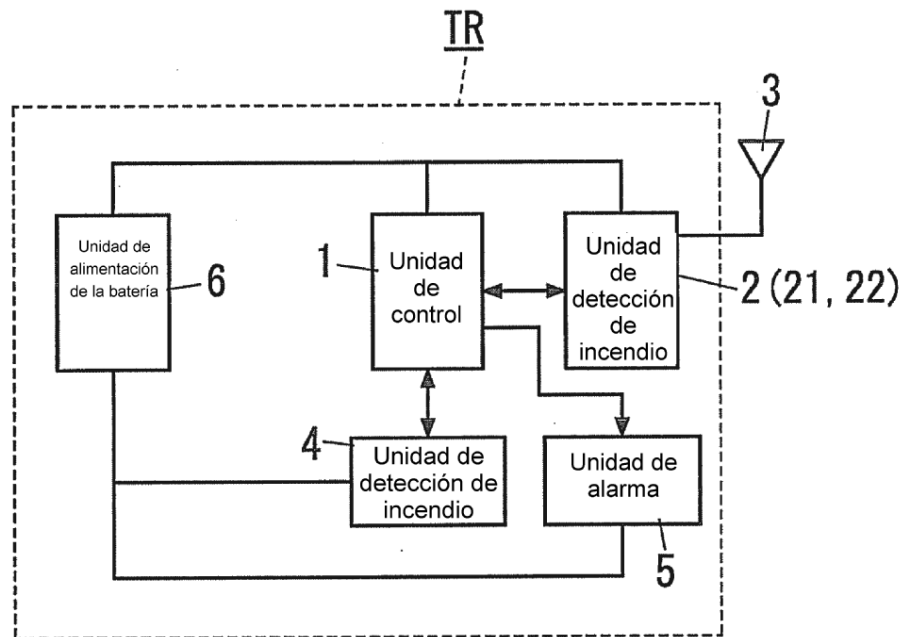 TR
3
Unidad de
alimentación
de la batería
6
1
Unidad
de
control
Unidad
de
detección
de
incendio
2 (21, 22)
4
Unidad de
detección de
incendio
Unidad de
alarma
5